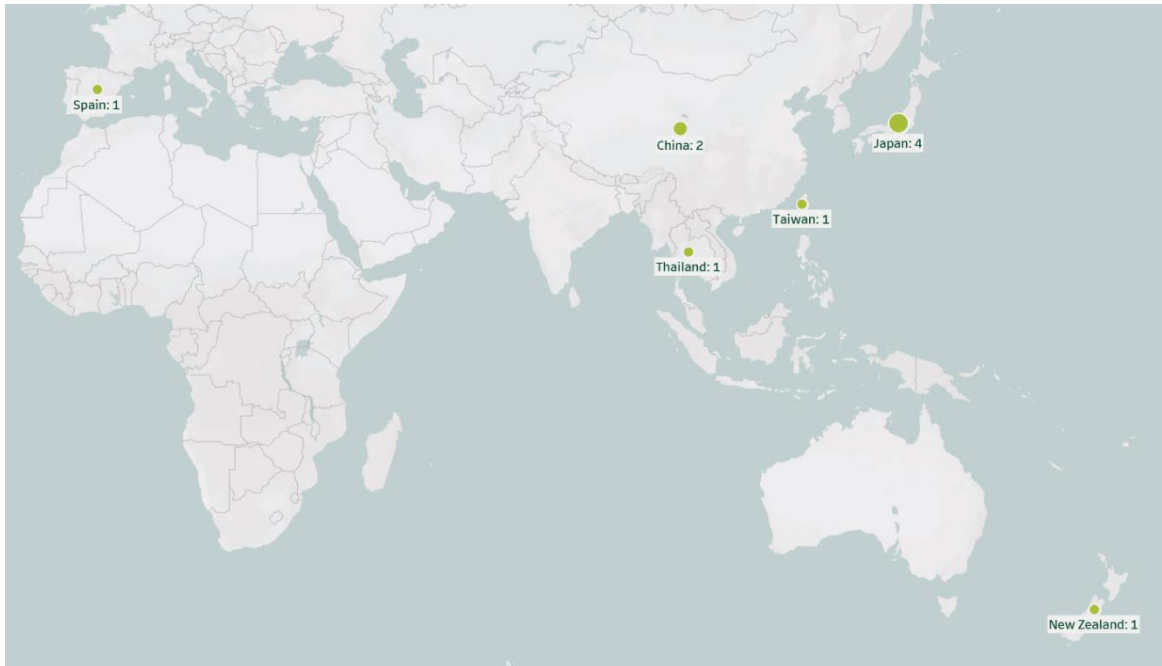 Spain: 1
China: 2
Japan: 4
Taiwan: 1
Thailand: 1
New Zealand: 1